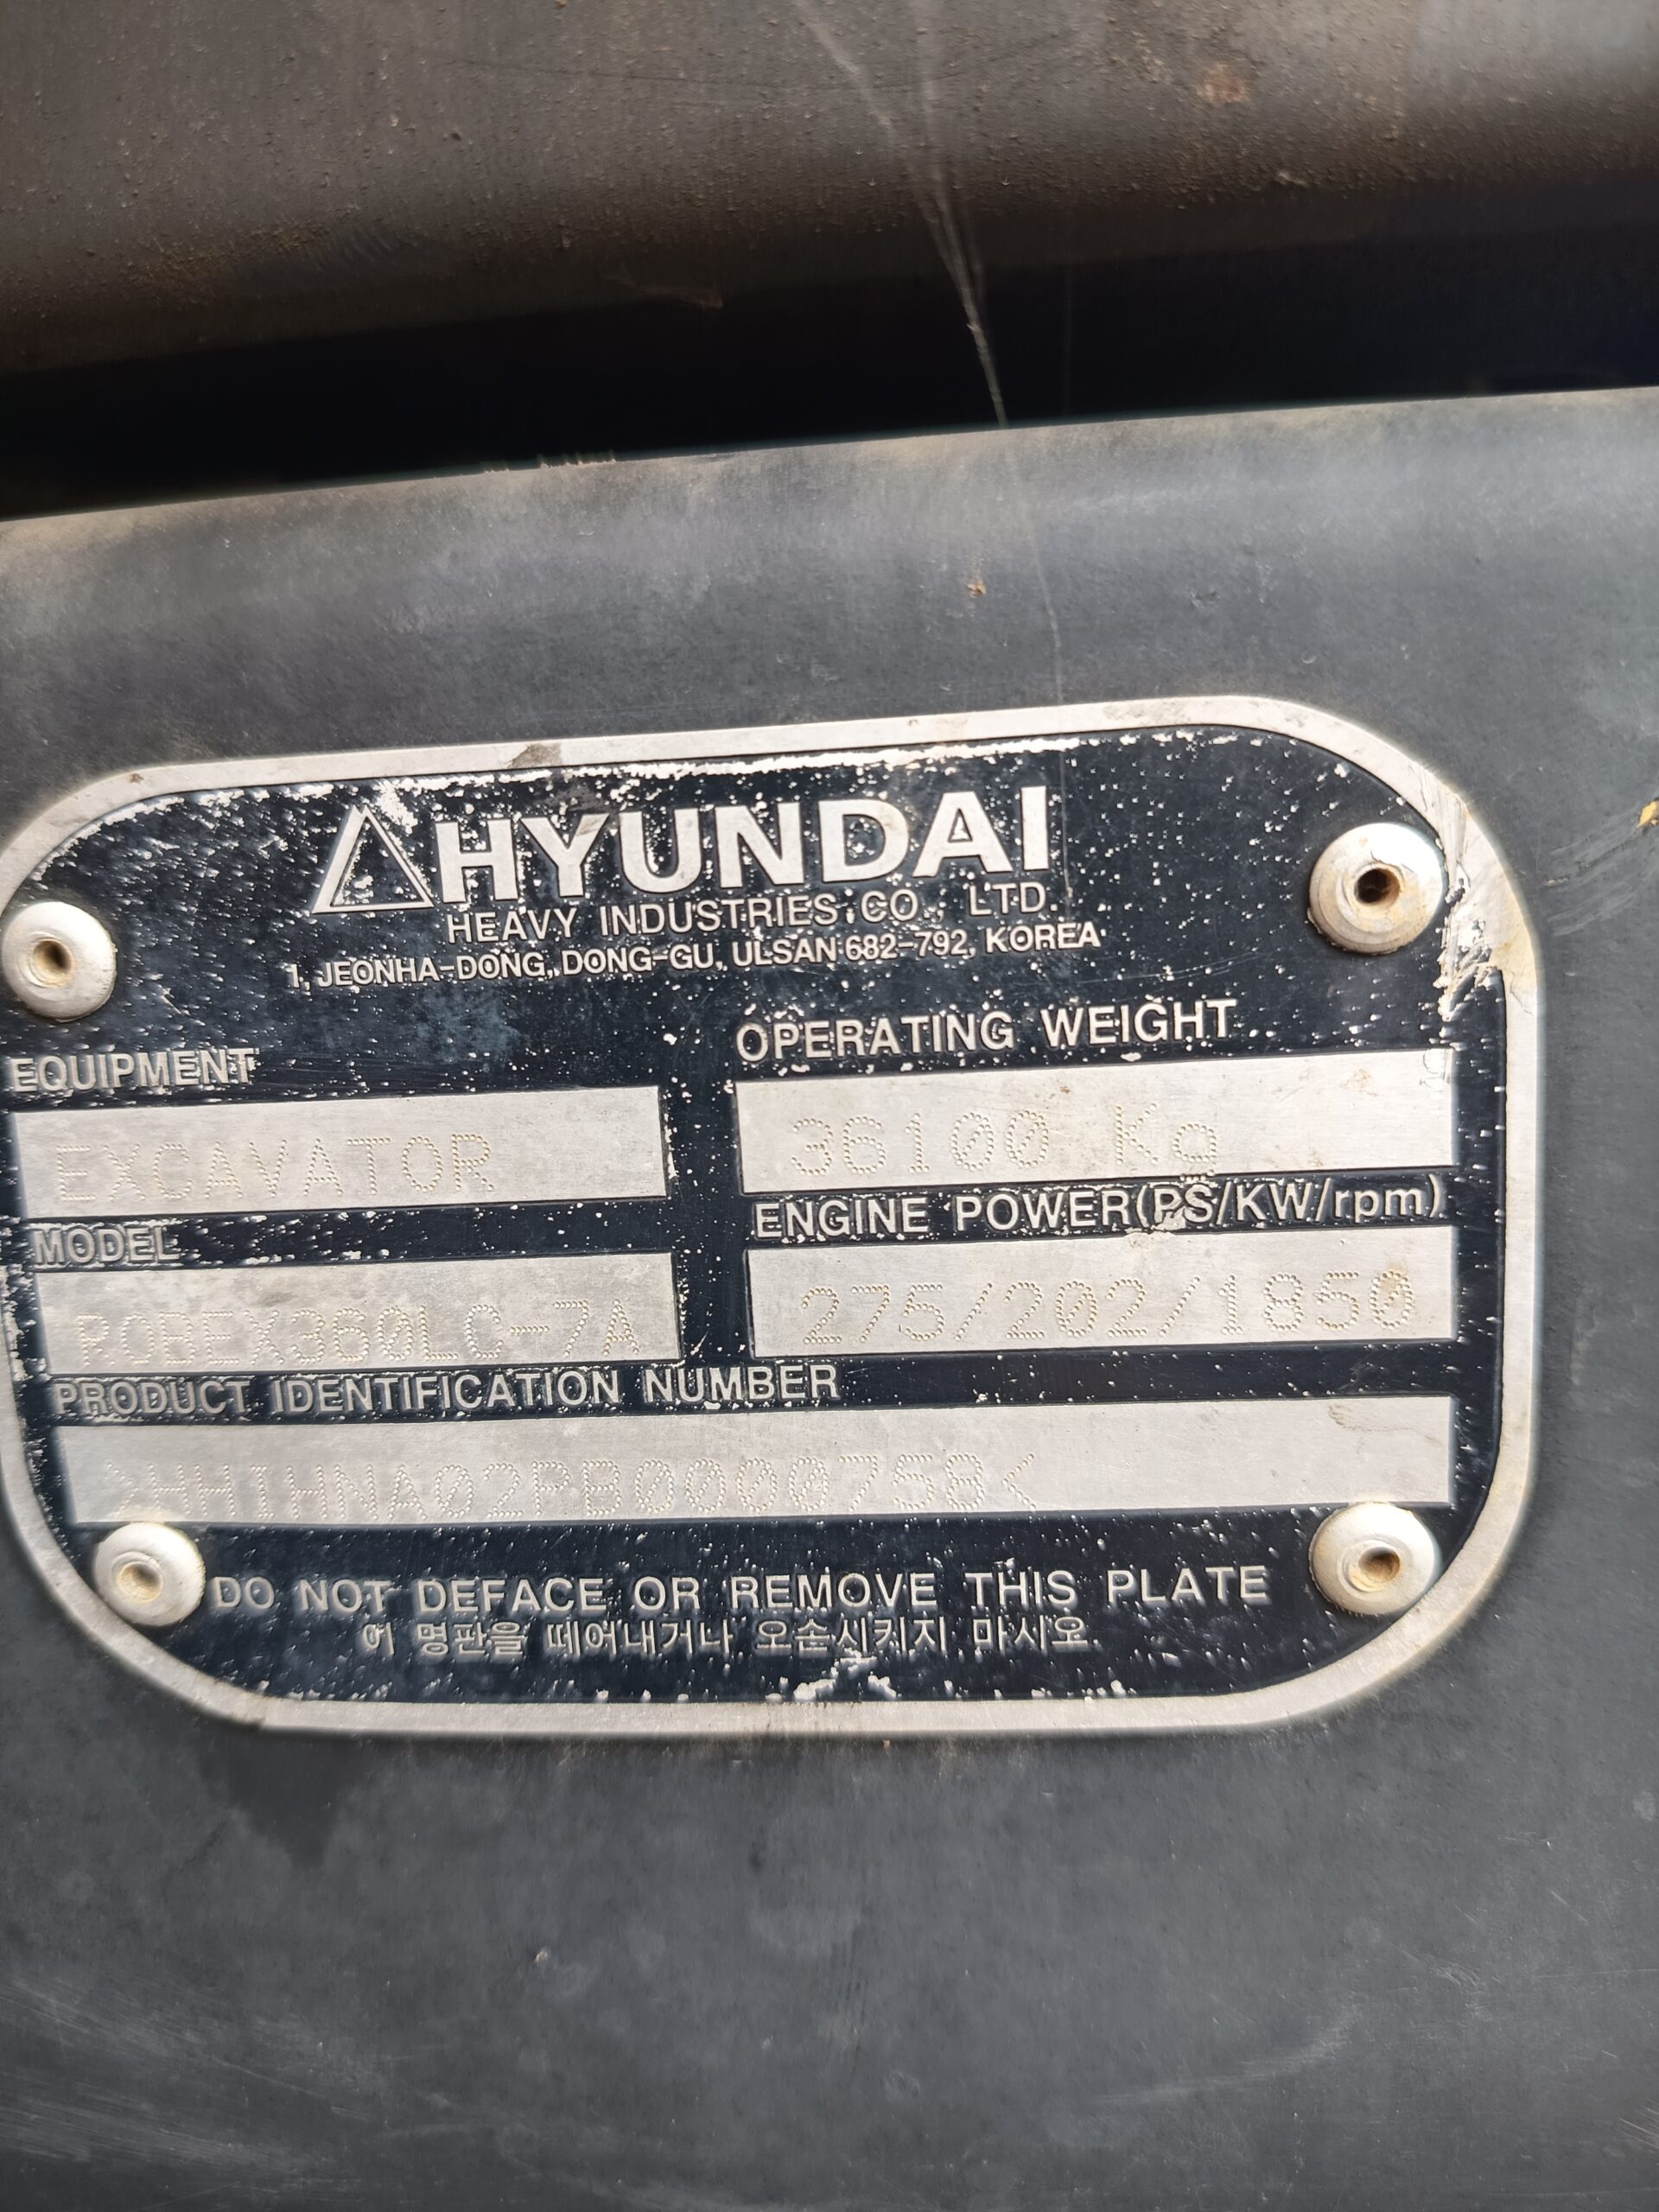 HYUNDAI
HEAVY INDUSTRIES CO., LTD.
1, JEONHA-DONG, DONG-GU, ULSAN 682-792, KOREA
EQUIPMENT
EXCAVATOR
OPERATING WEIGHT
36100 Kg
MODEL
ROBEX360LC-7A
ENGINE POWER(PS/KW/rpm)
275/202/1850
PRODUCT IDENTIFICATION NUMBER
DO NOT DEFACE OR REMOVE THIS PLATE
이 명판을 떼어내거나 오손시키지 마시오.